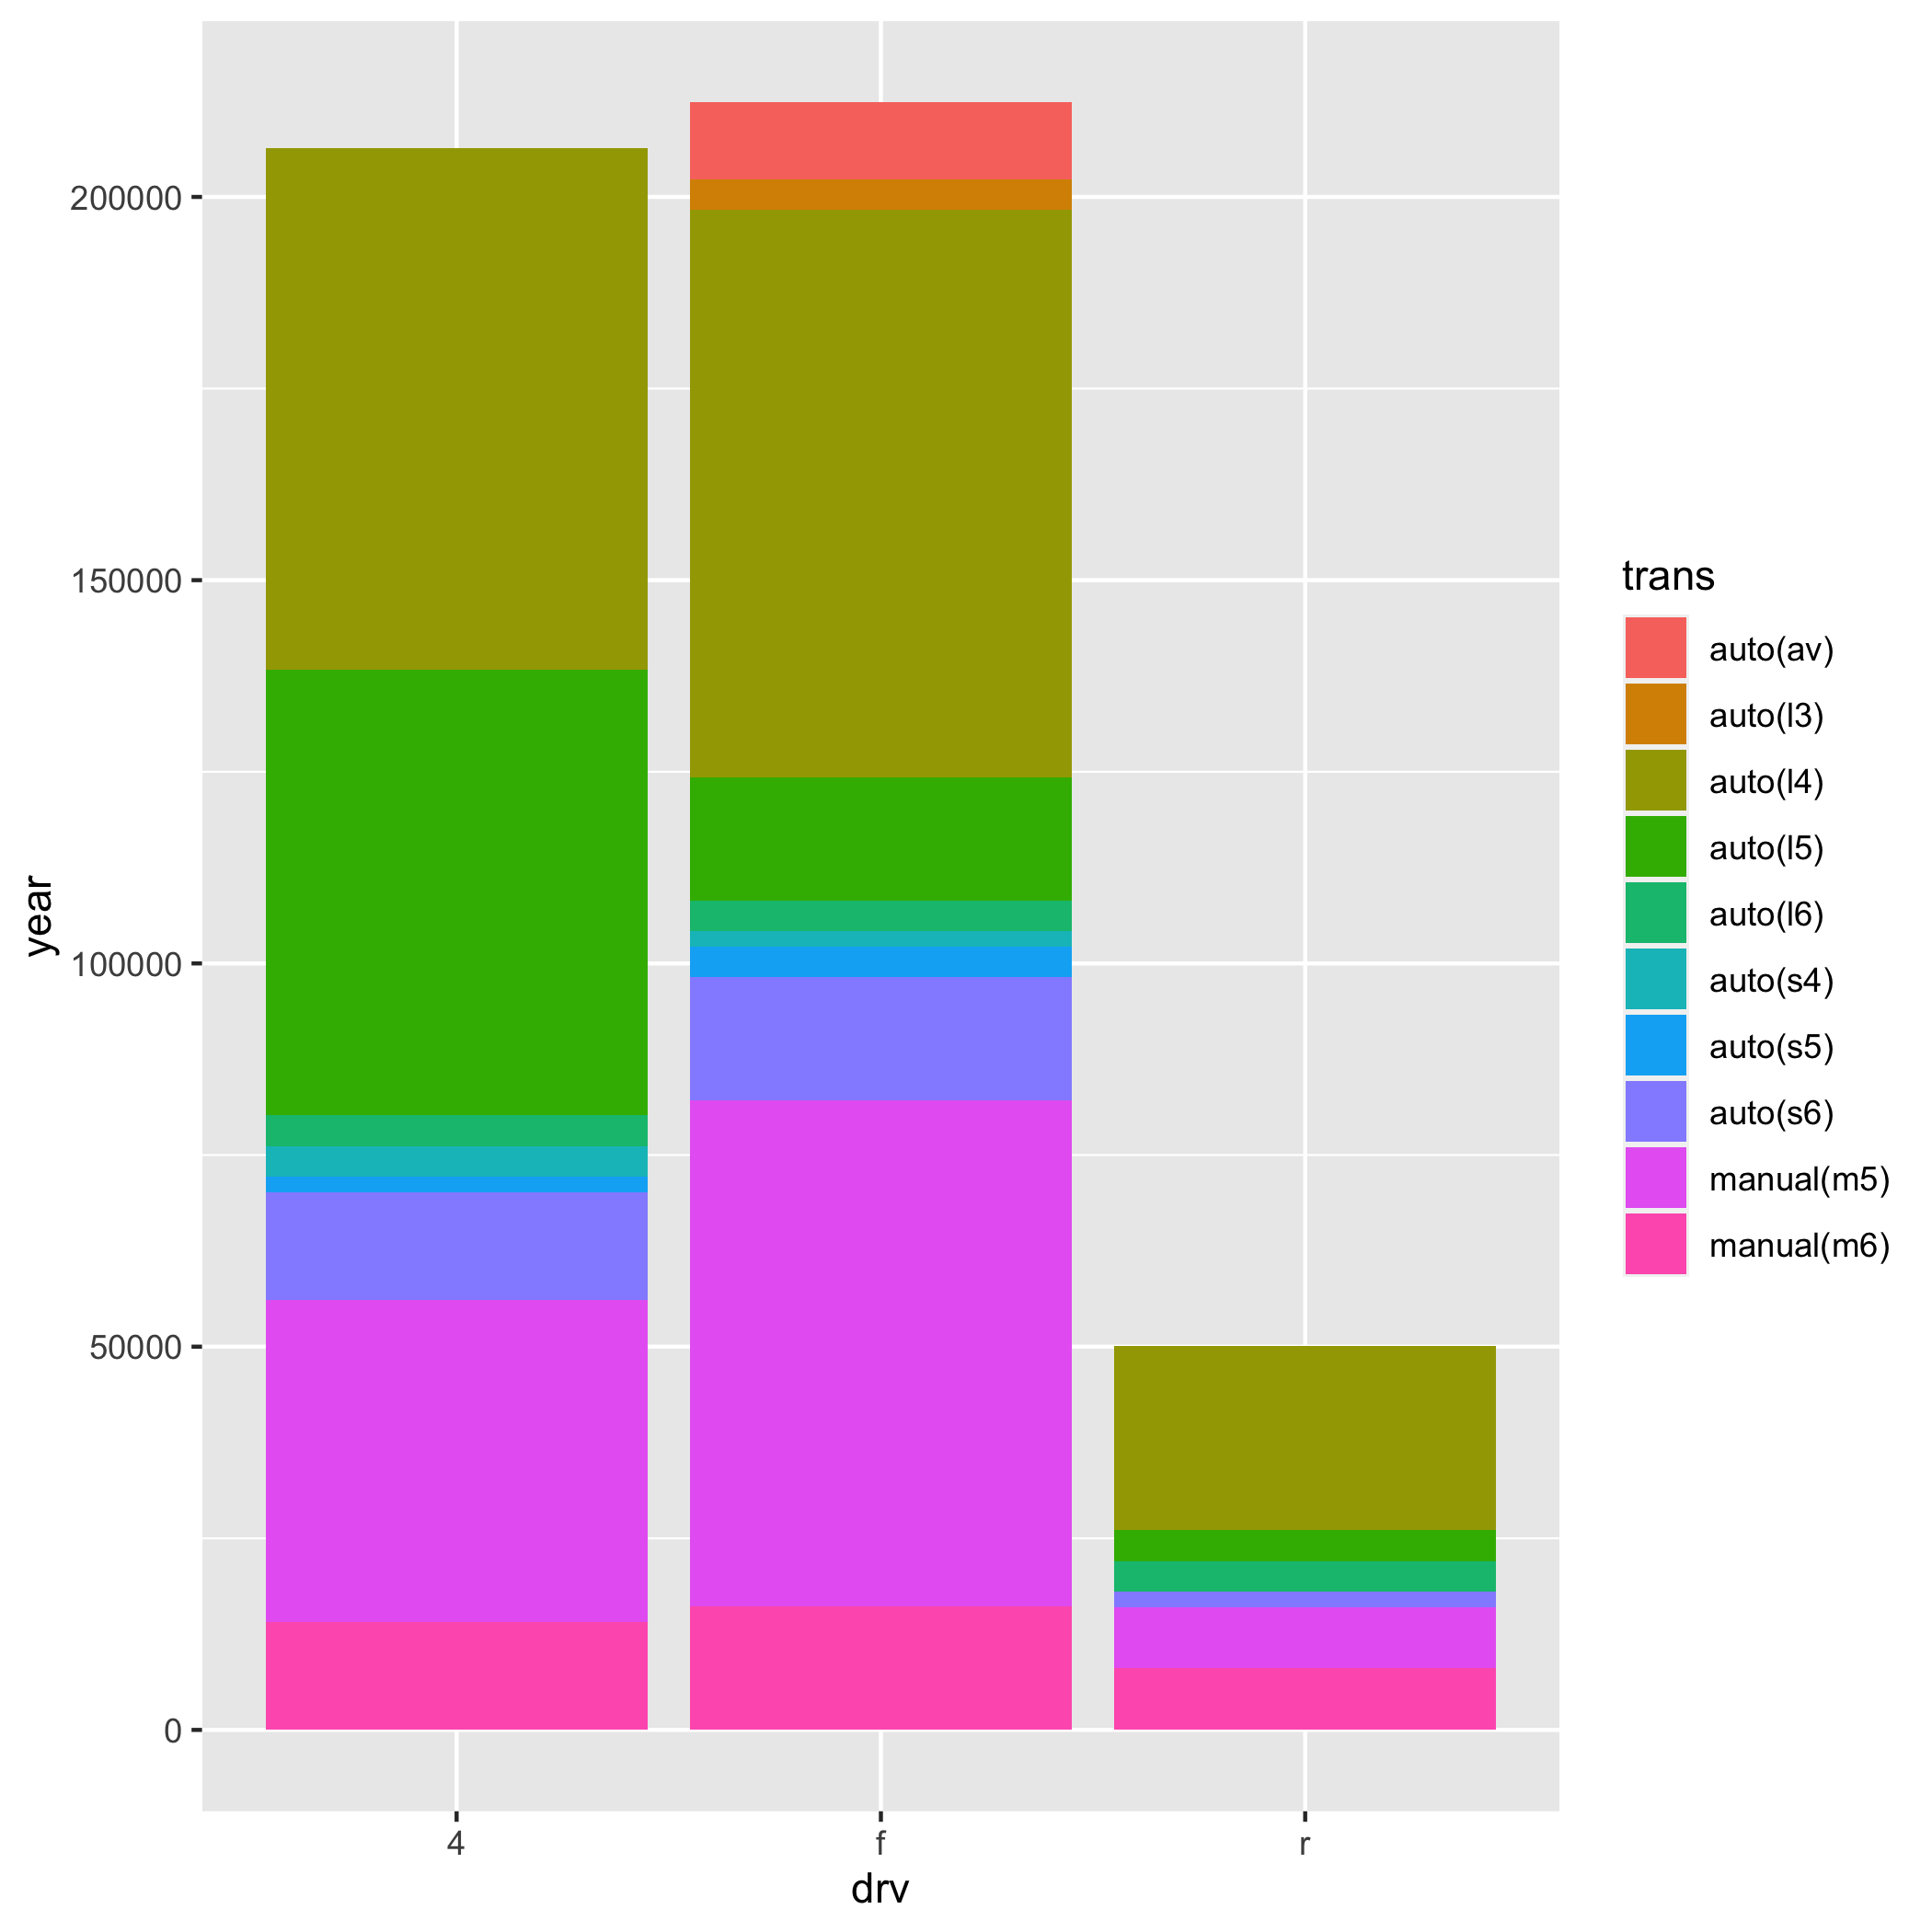 200000
150000
100000
50000
0
year
4
f
r
drv
trans
auto(av)
auto(l3)
auto(l4)
auto(l5)
auto(l6)
auto(s4)
auto(s5)
auto(s6)
manual(m5)
manual(m6)